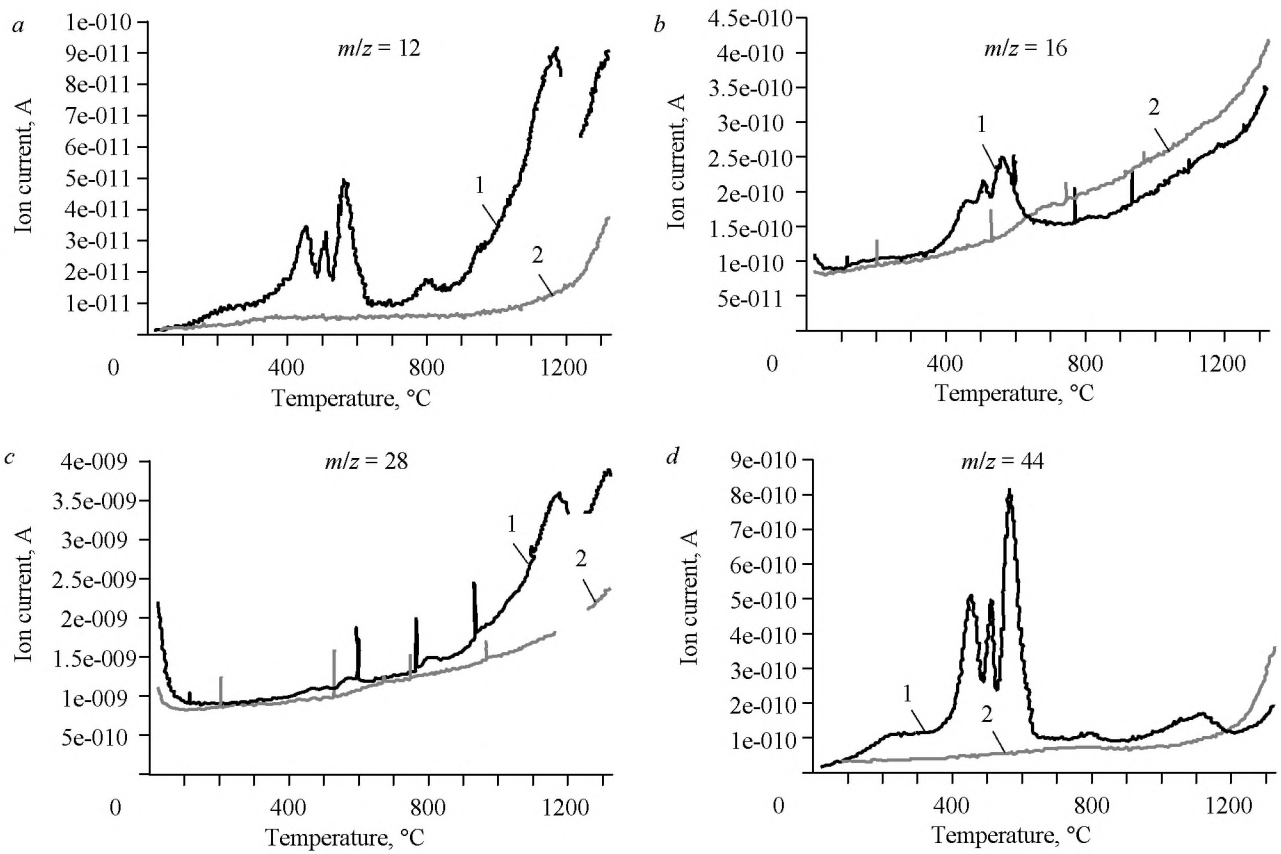 a
m/z = 12
1e-010
9e-011
8e-011
7e-011
6e-011
5e-011
4e-011
3e-011
2e-011
1e-011
Ion current, A
1
2
0 400 800 1200
Temperature, °C
b
m/z = 16
4.5e-010
4e-010
3.5e-010
3e-010
2.5e-010
2e-010
1.5e-010
1e-010
5e-011
Ion current, A
1
2
0 400 800 1200
Temperature, °C
c
m/z = 28
4e-009
3.5e-009
3e-009
2.5e-009
2e-009
1.5e-009
1e-009
5e-010
Ion current, A
1
2
0 400 800 1200
Temperature, °C
d
m/z = 44
9e-010
8e-010
7e-010
6e-010
5e-010
4e-010
3e-010
2e-010
1e-010
Ion current, A
1
2
0 400 800 1200
Temperature, °C